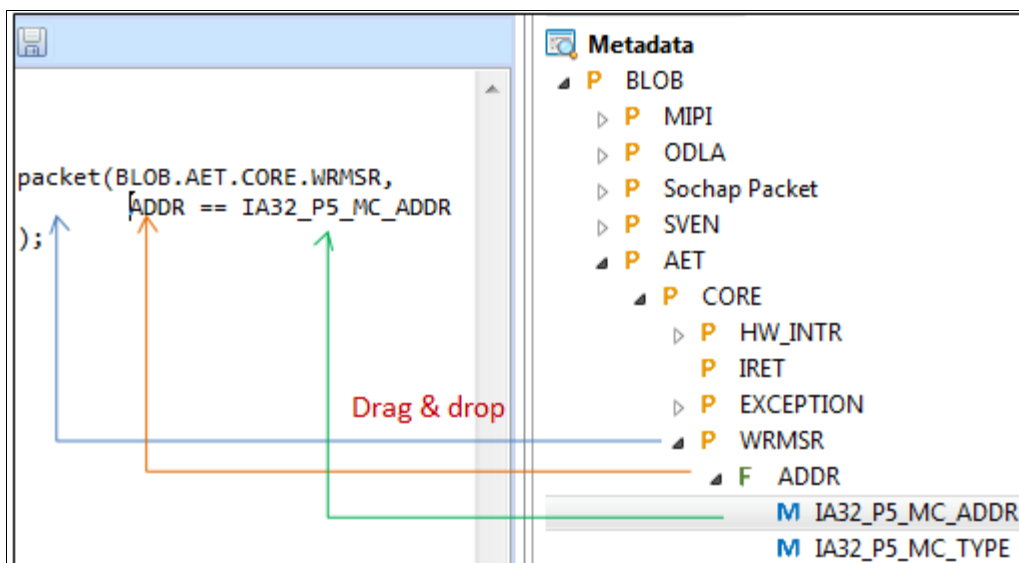 packet(BLOB.AET.CORE.WRMSR,
ADDR == IA32_P5_MC_ADDR
);
Drag & drop
Metadata
P BLOB
P MIPI
P ODLA
P Sochap Packet
P SVEN
P AET
P CORE
P HW_INTR
P IRET
P EXCEPTION
P WRMSR
F ADDR
M IA32_P5_MC_ADDR
M IA32_P5_MC_TYPE